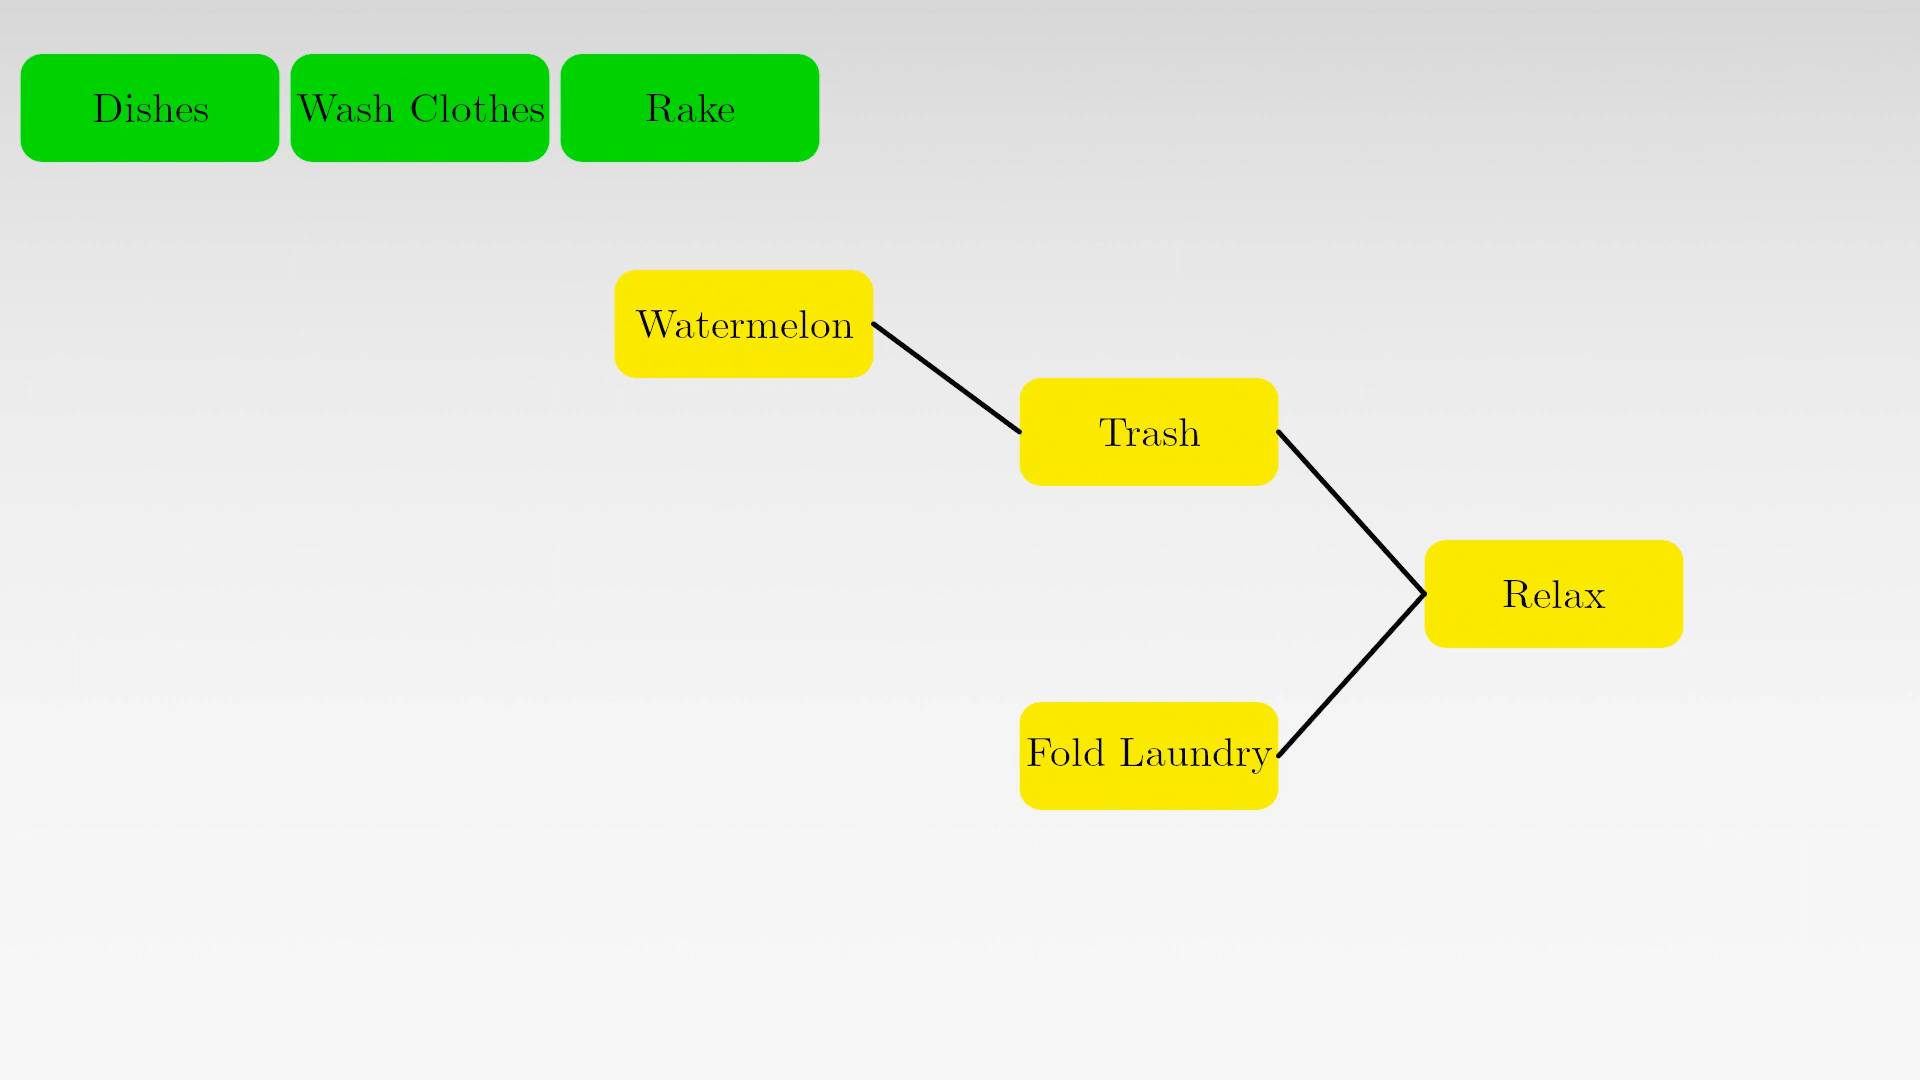 Dishes
Wash Clothes
Rake
Watermelon
Trash
Relax
Fold Laundry